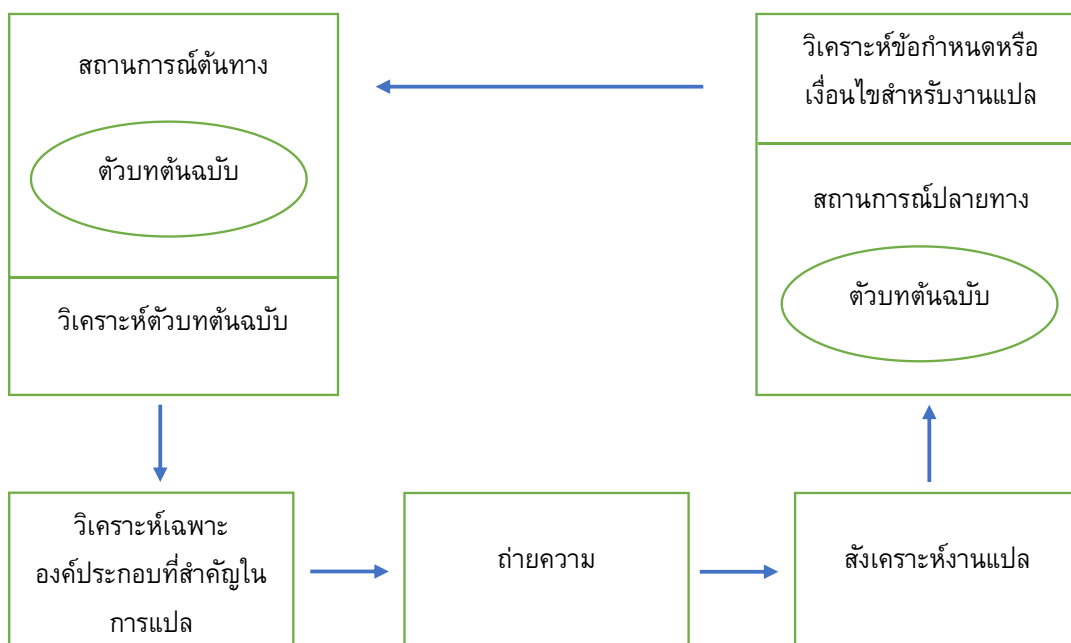 สถานการณ์ต้นทาง
ตัวบทต้นฉบับ
วิเคราะห์ตัวบทต้นฉบับ
วิเคราะห์ข้อกำหนดหรือ
เงื่อนไขสำหรับงานแปล
สถานการณ์ปลายทาง
ตัวบทต้นฉบับ
วิเคราะห์เฉพาะ
องค์ประกอบที่สำคัญใน
การแปล
ถ่ายความ
สังเคราะห์งานแปล